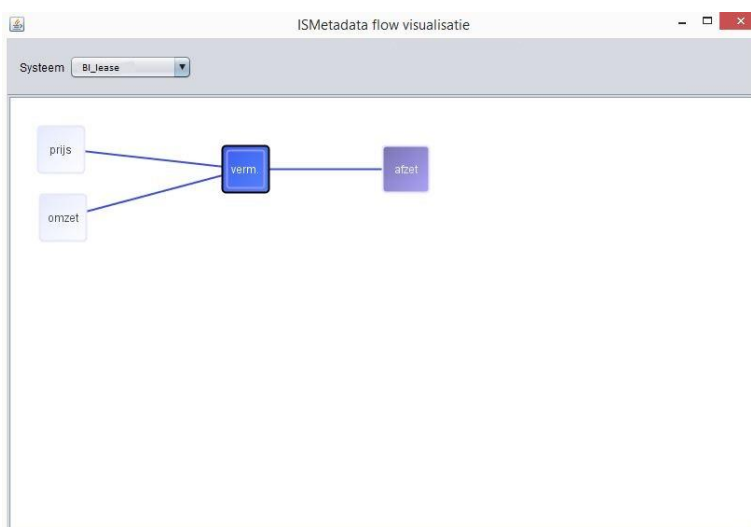 ISMetadata flow visualisatie
Systeem BI_lease
prijs
verm.
afzet
omzet